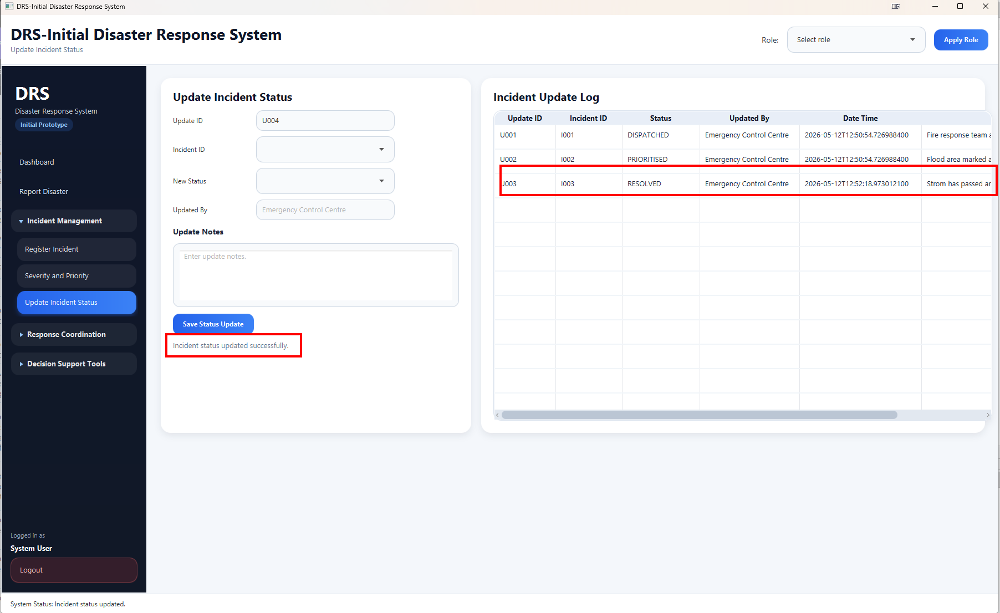 DRS-Initial Disaster Response System
DRS-Initial Disaster Response System
Update Incident Status
Role:
Select role
Apply Role
DRS
Disaster Response System
Initial Prototype
Dashboard
Report Disaster
Incident Management
Register Incident
Severity and Priority
Update Incident Status
Response Coordination
Decision Support Tools
Logged in as
System User
Logout
Update Incident Status
Update ID
U004
Incident ID
New Status
Updated By
Emergency Control Centre
Update Notes
Enter update notes.
Save Status Update
Incident status updated successfully.
Incident Update Log
Update ID Incident ID Status Updated By Date Time
U001 I001 DISPATCHED Emergency Control Centre 2026-05-12T12:50:54.726988400 Fire response team a
U002 I002 PRIORITISED Emergency Control Centre 2026-05-12T12:50:54.726988400 Flood area marked a
U003 I003 RESOLVED Emergency Control Centre 2026-05-12T12:52:18.973012100 Strom has passed an
System Status: Incident status updated.